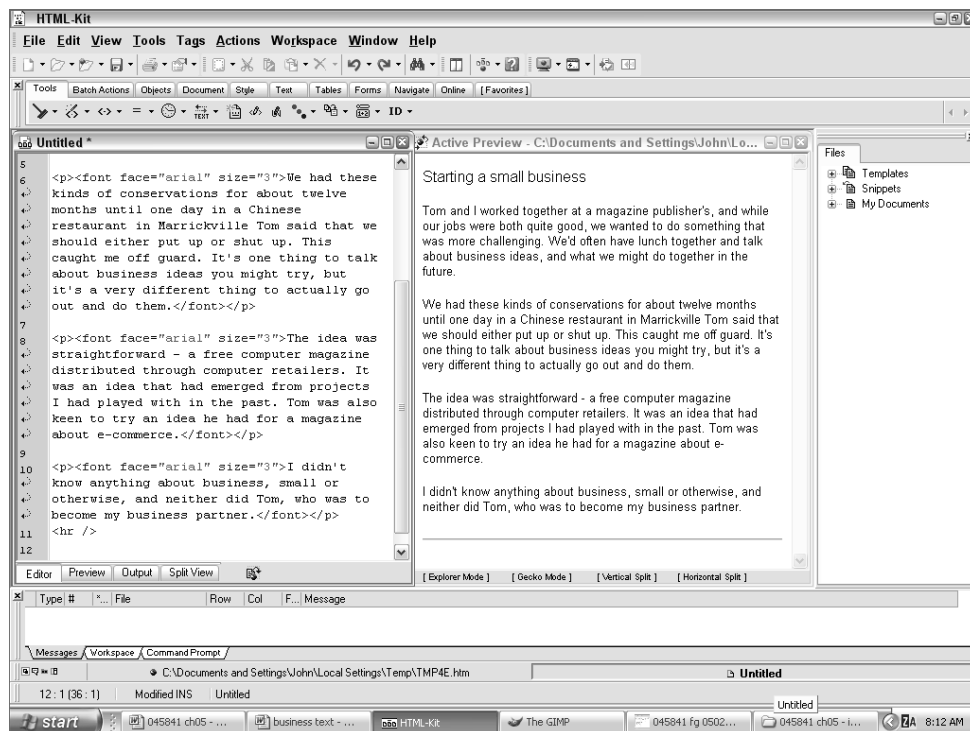 HTML-Kit
File Edit View Tools Tags Actions Workspace Window Help
Tools Batch Actions Objects Document Style Text Tables Forms Navigate Online [Favorites]
TEXT ID
Untitled *
5
6 <p><font face="arial" size="3">We had these
kinds of conservations for about twelve
months until one day in a Chinese
restaurant in Marrickville Tom said that we
should either put up or shut up. This
caught me off guard. It's one thing to talk
about business ideas you might try, but
it's a very different thing to actually go
out and do them.</font></p>
7
8 <p><font face="arial" size="3">The idea was
straightforward - a free computer magazine
distributed through computer retailers. It
was an idea that had emerged from projects
I had played with in the past. Tom was also
keen to try an idea he had for a magazine
about e-commerce.</font></p>
9
10 <p><font face="arial" size="3">I didn't
know anything about business, small or
otherwise, and neither did Tom, who was to
become my business partner.</font></p>
11 <hr />
12
Editor Preview Output Split View
Active Preview - C:\Documents and Settings\John\Lo...
Starting a small business
Tom and I worked together at a magazine publisher's, and while
our jobs were both quite good, we wanted to do something that
was more challenging. We'd often have lunch together and talk
about business ideas, and what we might do together in the
future.
We had these kinds of conservations for about twelve months
until one day in a Chinese restaurant in Marrickville Tom said that
we should either put up or shut up. This caught me off guard. It's
one thing to talk about business ideas you might try, but it's a
very different thing to actually go out and do them.
The idea was straightforward - a free computer magazine
distributed through computer retailers. It was an idea that had
emerged from projects I had played with in the past. Tom was
also keen to try an idea he had for a magazine about e-
commerce.
I didn't know anything about business, small or otherwise, and
neither did Tom, who was to become my business partner.
[ Explorer Mode ] [ Gecko Mode ] [ Vertical Split ] [ Horizontal Split ]
Files
Templates
Snippets
My Documents
Type # *... File Row Col F... Message
Messages Workspace Command Prompt
C:\Documents and Settings\John\Local Settings\Temp\TMP4E.htm Untitled
12 : 1 (36 : 1) Modified INS Untitled
Untitled
start 045841 ch05 - ... business text - ... HTML-Kit The GIMP 045841 fg 0502... 045841 ch05 - i... ZA 8:12 AM